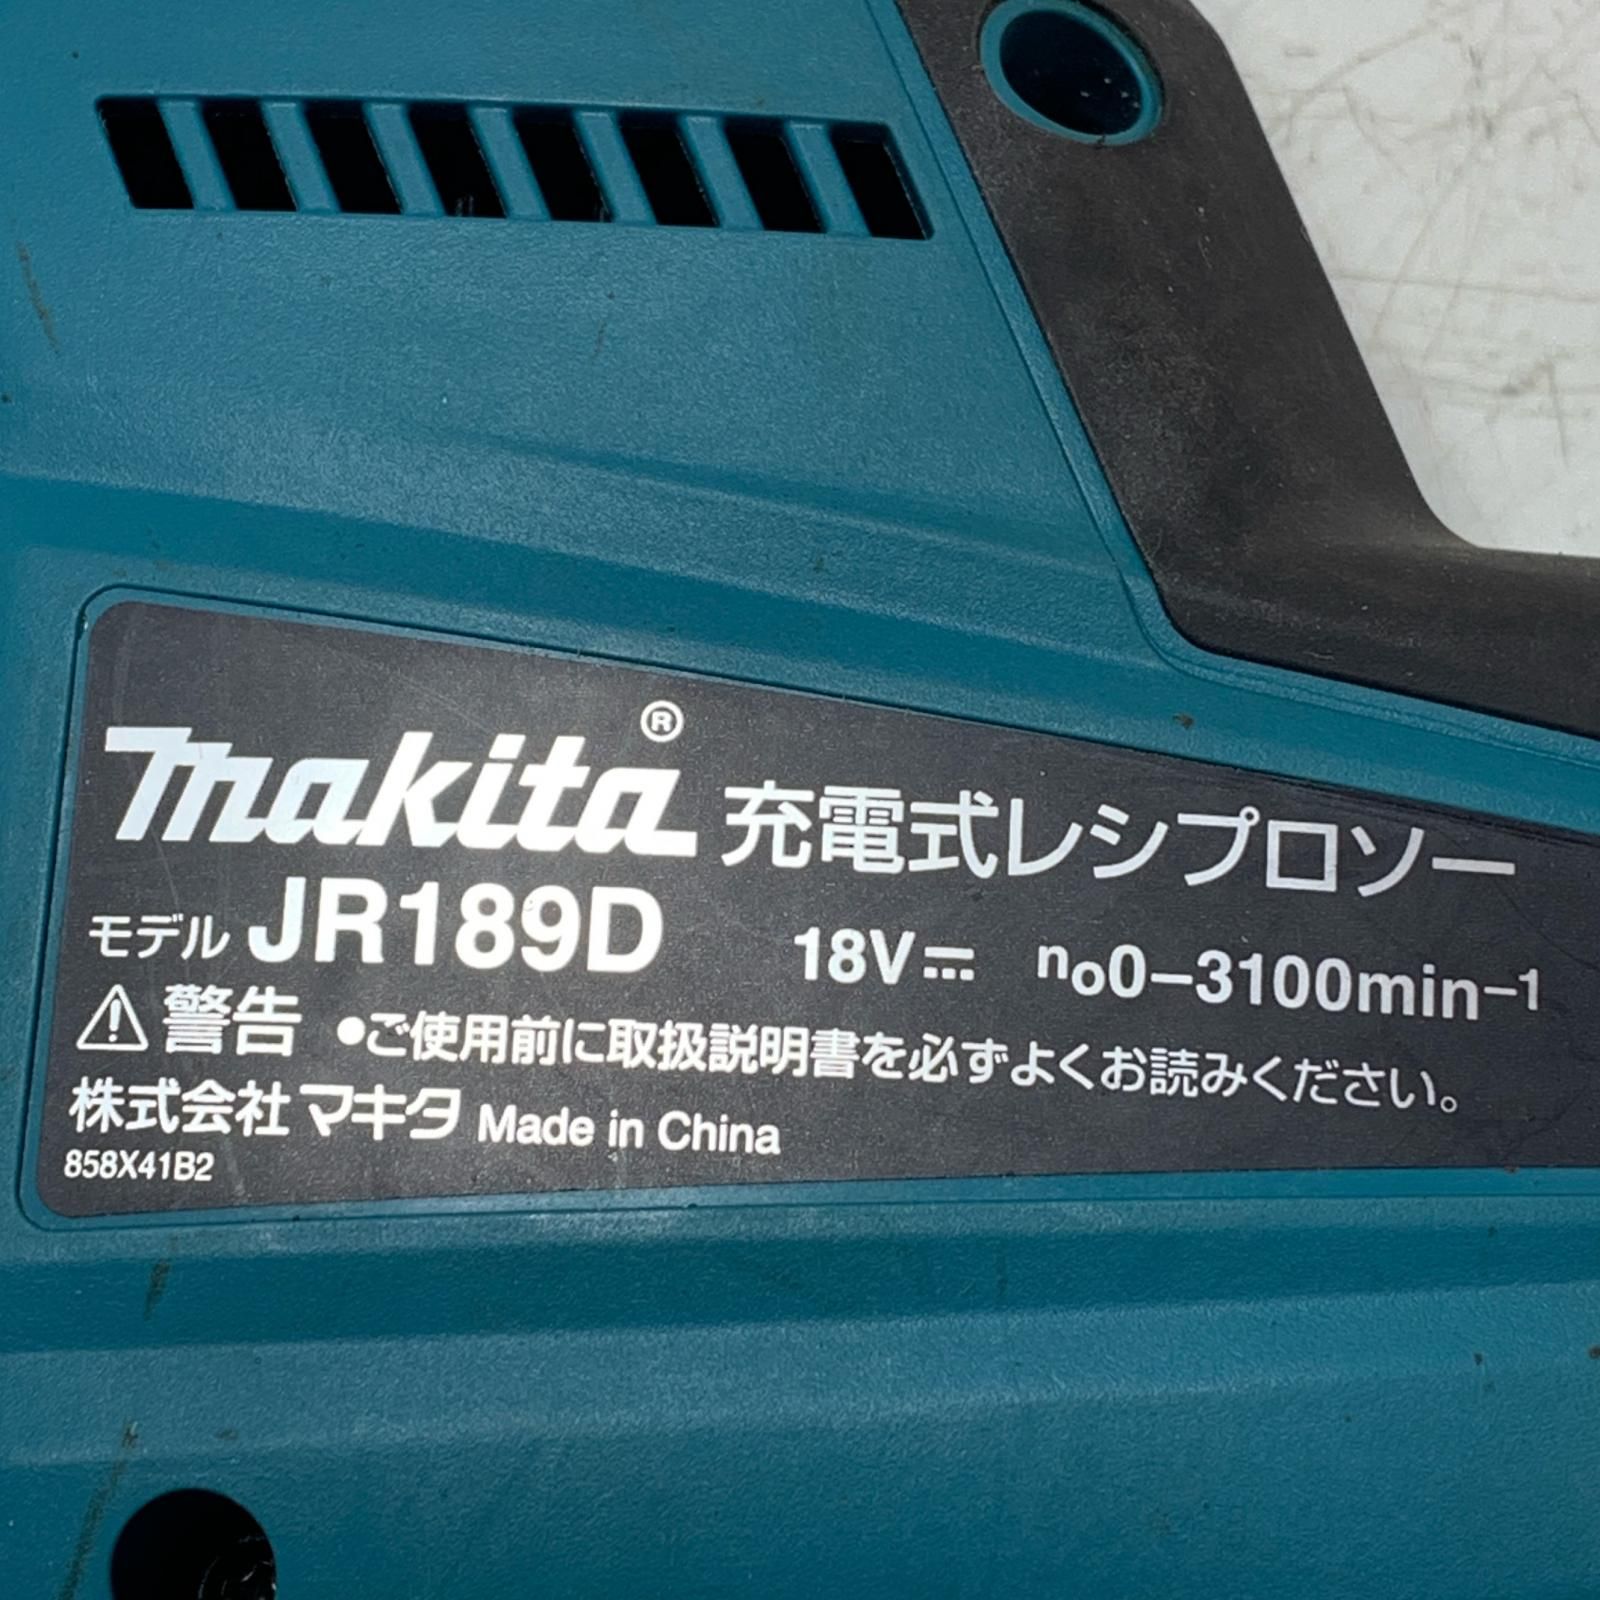 makita® 充電式レシプロソー
モデル JR189D 18V⎓ n₀0−3100min⁻¹
⚠警告 ●ご使用前に取扱説明書を必ずよくお読みください。
株式会社マキタ Made in China
858X41B2